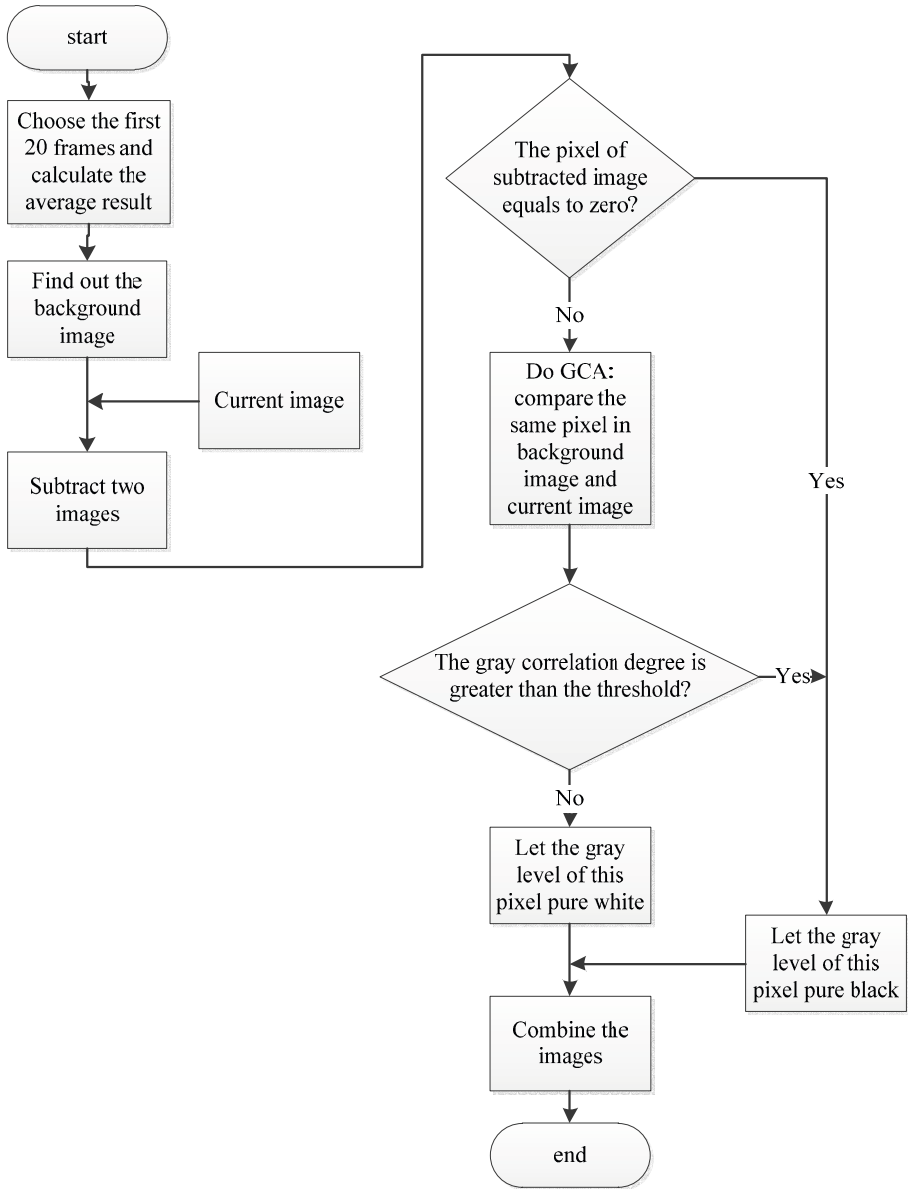 start
Choose the first
20 frames and
calculate the
average result
Find out the
background
image
Current image
Subtract two
images
The pixel of
subtracted image
equals to zero?
No
Yes
Do GCA:
compare the
same pixel in
background
image and
current image
The gray correlation degree is
greater than the threshold?
Yes
No
Let the gray
level of this
pixel pure white
Let the gray
level of this
pixel pure black
Combine the
images
end